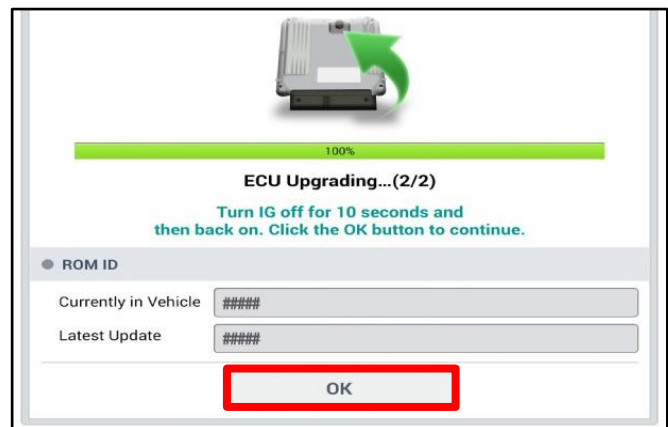 100%
ECU Upgrading...(2/2)
Turn IG off for 10 seconds and
then back on. Click the OK button to continue.
ROM ID
Currently in Vehicle #####
Latest Update #####
OK